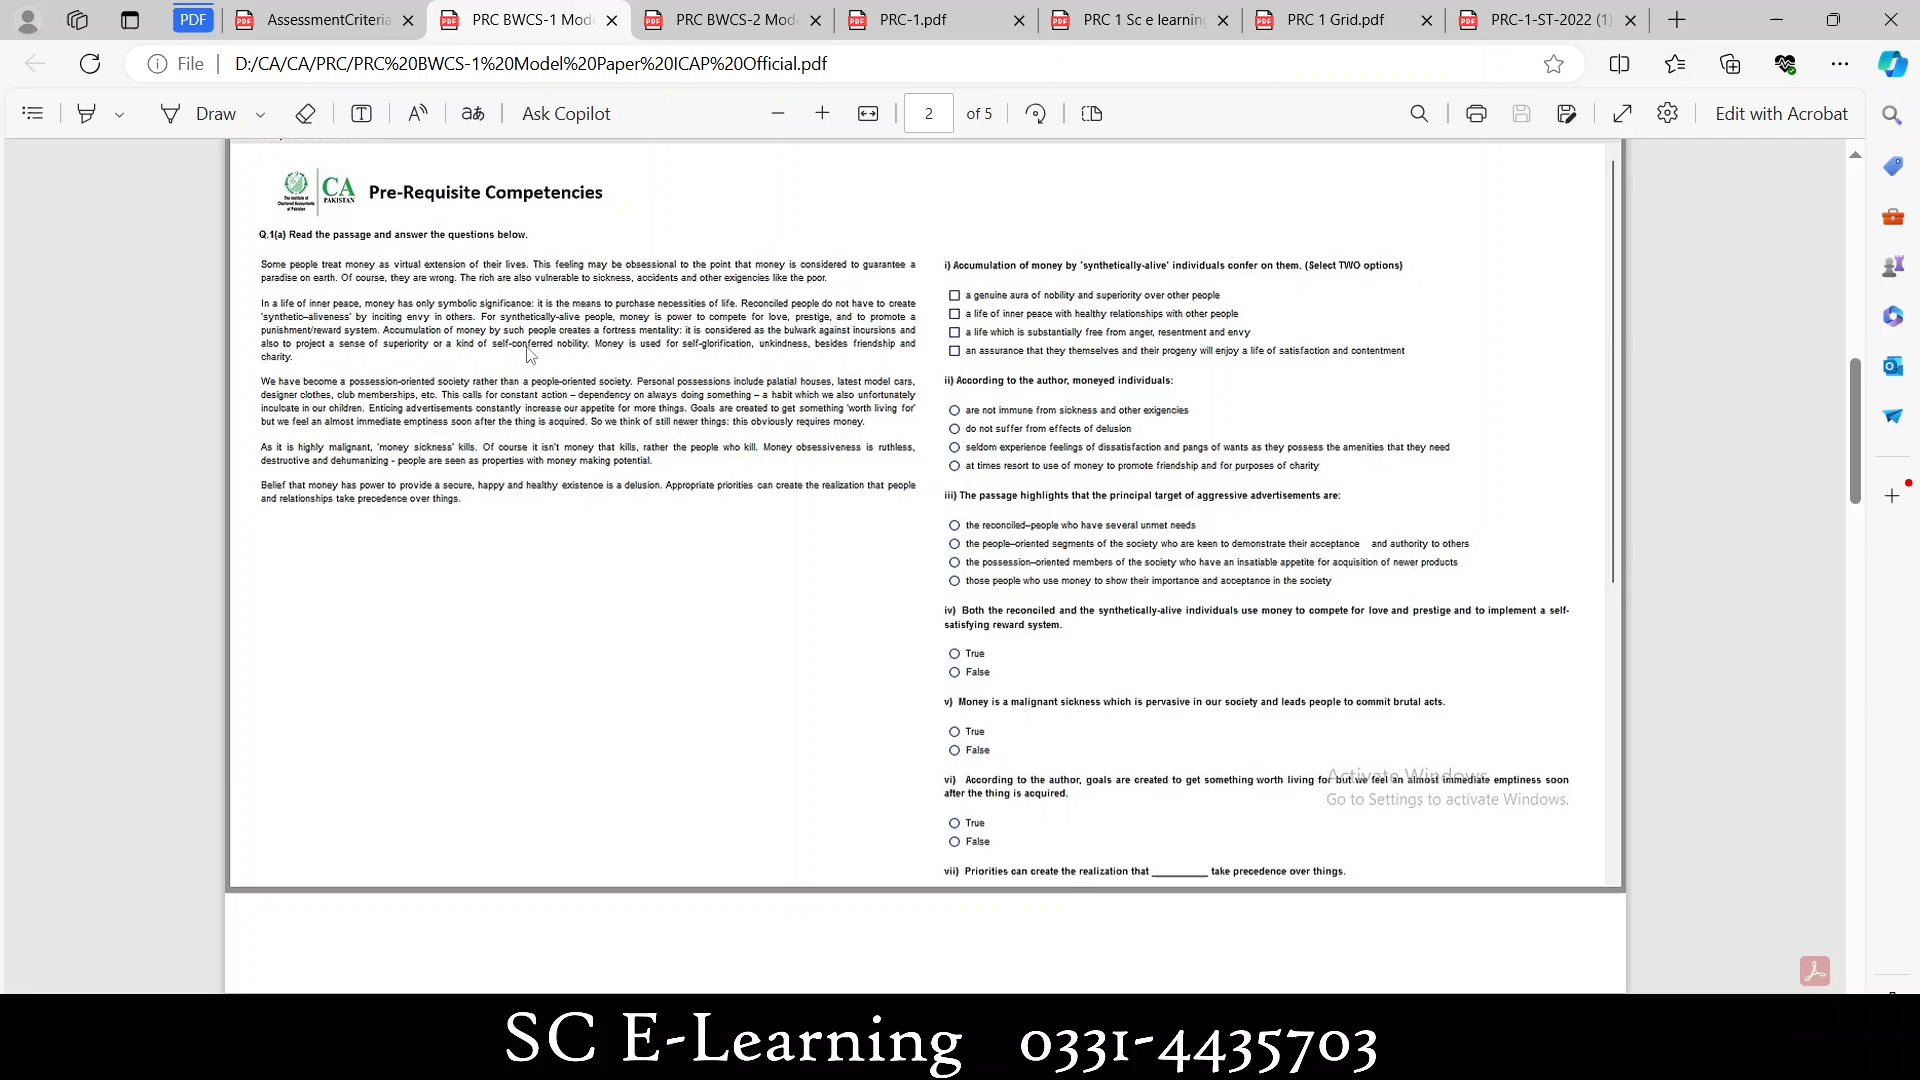 PDF
AssessmentCriteria
PRC BWCS-1 Mode
PRC BWCS-2 Mod
PRC-1.pdf
PRC 1 Sc e learning
PRC 1 Grid.pdf
PRC-1-ST-2022 (1)
File
D:/CA/CA/PRC/PRC%20BWCS-1%20Model%20Paper%20ICAP%20Official.pdf
Draw
Ask Copilot
2
of 5
Edit with Acrobat
The Institute of
Chartered Accountants
of Pakistan
CA
PAKISTAN
Pre-Requisite Competencies
Q.1(a) Read the passage and answer the questions below.
Some people treat money as virtual extension of their lives. This feeling may be obsessional to the point that money is considered to guarantee a
paradise on earth. Of course, they are wrong. The rich are also vulnerable to sickness, accidents and other exigencies like the poor.
In a life of inner peace, money has only symbolic significance: it is the means to purchase necessities of life. Reconciled people do not have to create
'synthetic–aliveness' by inciting envy in others. For synthetically-alive people, money is power to compete for love, prestige, and to promote a
punishment/reward system. Accumulation of money by such people creates a fortress mentality: it is considered as the bulwark against incursions and
also to project a sense of superiority or a kind of self-conferred nobility. Money is used for self-glorification, unkindness, besides friendship and
charity.
We have become a possession-oriented society rather than a people-oriented society. Personal possessions include palatial houses, latest model cars,
designer clothes, club memberships, etc. This calls for constant action – dependency on always doing something – a habit which we also unfortunately
inculcate in our children. Enticing advertisements constantly increase our appetite for more things. Goals are created to get something 'worth living for'
but we feel an almost immediate emptiness soon after the thing is acquired. So we think of still newer things: this obviously requires money.
As it is highly malignant, 'money sickness' kills. Of course it isn't money that kills, rather the people who kill. Money obsessiveness is ruthless,
destructive and dehumanizing - people are seen as properties with money making potential.
Belief that money has power to provide a secure, happy and healthy existence is a delusion. Appropriate priorities can create the realization that people
and relationships take precedence over things.
i) Accumulation of money by 'synthetically-alive' individuals confer on them. (Select TWO options)
a genuine aura of nobility and superiority over other people
a life of inner peace with healthy relationships with other people
a life which is substantially free from anger, resentment and envy
an assurance that they themselves and their progeny will enjoy a life of satisfaction and contentment
ii) According to the author, moneyed individuals:
are not immune from sickness and other exigencies
do not suffer from effects of delusion
seldom experience feelings of dissatisfaction and pangs of wants as they possess the amenities that they need
at times resort to use of money to promote friendship and for purposes of charity
iii) The passage highlights that the principal target of aggressive advertisements are:
the reconciled–people who have several unmet needs
the people–oriented segments of the society who are keen to demonstrate their acceptance and authority to others
the possession–oriented members of the society who have an insatiable appetite for acquisition of newer products
those people who use money to show their importance and acceptance in the society
iv) Both the reconciled and the synthetically-alive individuals use money to compete for love and prestige and to implement a self-
satisfying reward system.
True
False
v) Money is a malignant sickness which is pervasive in our society and leads people to commit brutal acts.
True
False
vi) According to the author, goals are created to get something worth living for but we feel an almost immediate emptiness soon
after the thing is acquired.
Activate Windows
Go to Settings to activate Windows.
True
False
vii) Priorities can create the realization that __________ take precedence over things.
SC E-Learning 0331-4435703